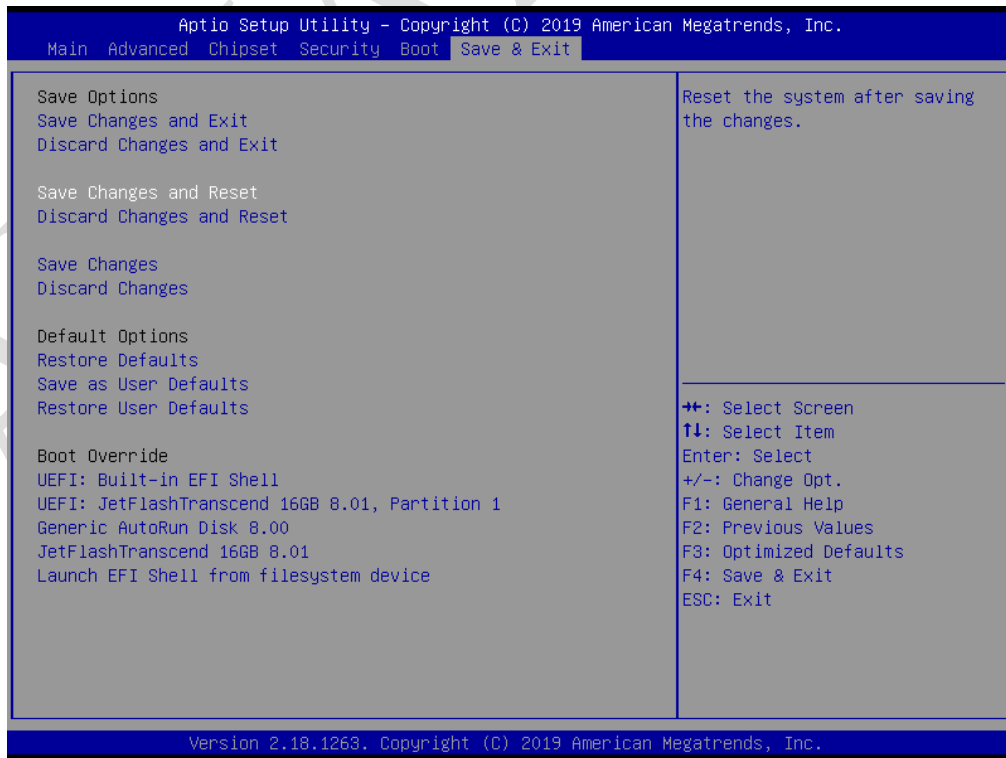 Aptio Setup Utility – Copyright (C) 2019 American Megatrends, Inc.
Main Advanced Chipset Security Boot Save & Exit
Save Options
Save Changes and Exit
Discard Changes and Exit
Save Changes and Reset
Discard Changes and Reset
Save Changes
Discard Changes
Default Options
Restore Defaults
Save as User Defaults
Restore User Defaults
Boot Override
UEFI: Built-in EFI Shell
UEFI: JetFlashTranscend 16GB 8.01, Partition 1
Generic AutoRun Disk 8.00
JetFlashTranscend 16GB 8.01
Launch EFI Shell from filesystem device
Reset the system after saving
the changes.
→←: Select Screen
↑↓: Select Item
Enter: Select
+/-: Change Opt.
F1: General Help
F2: Previous Values
F3: Optimized Defaults
F4: Save & Exit
ESC: Exit
Version 2.18.1263. Copyright (C) 2019 American Megatrends, Inc.